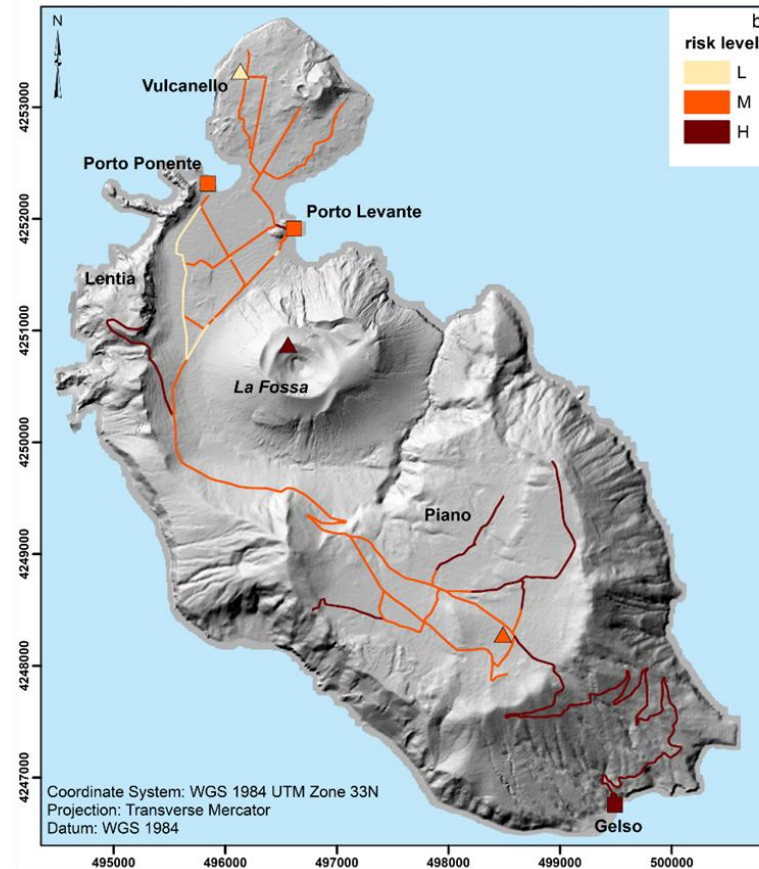 N
b
risk level
L
M
H
Vulcanello
Porto Ponente
Porto Levante
Lentia
La Fossa
Piano
Gelso
4253000
4252000
4251000
4250000
4249000
4248000
4247000
Coordinate System: WGS 1984 UTM Zone 33N
Projection: Transverse Mercator
Datum: WGS 1984
495000
496000
497000
498000
499000
500000